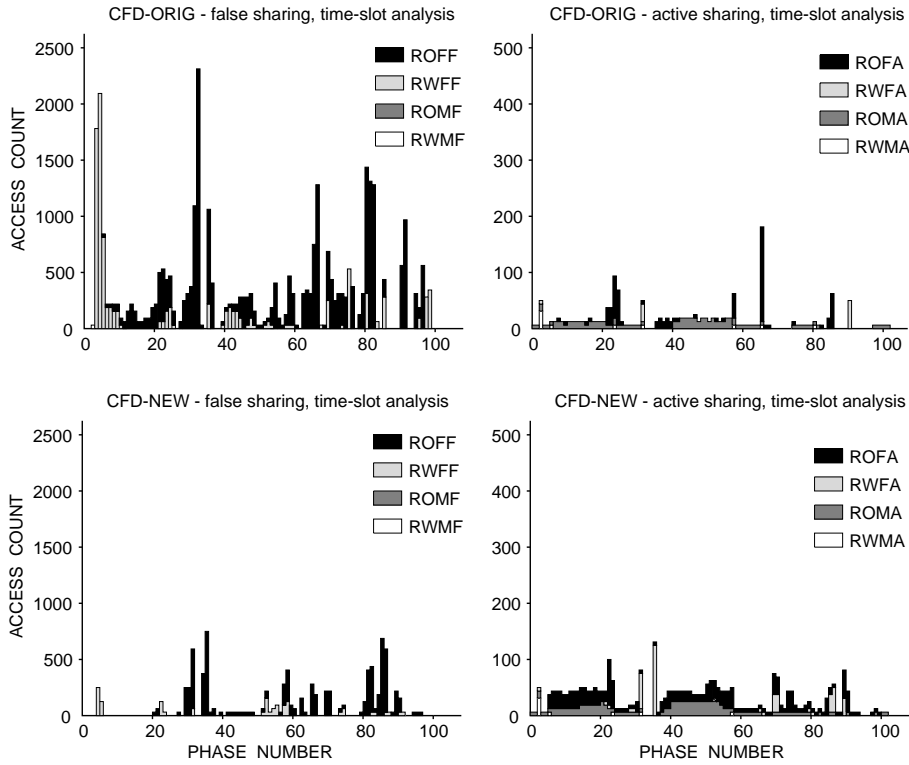 CFD-ORIG - false sharing, time-slot analysis
2500
2000
1500
1000
500
0
ACCESS COUNT
ROFF
RWFF
ROMF
RWMF
0 20 40 60 80 100
CFD-ORIG - active sharing, time-slot analysis
500
400
300
200
100
0
ROFA
RWFA
ROMA
RWMA
0 20 40 60 80 100
CFD-NEW - false sharing, time-slot analysis
2500
2000
1500
1000
500
0
ACCESS COUNT
ROFF
RWFF
ROMF
RWMF
0 20 40 60 80 100
PHASE NUMBER
CFD-NEW - active sharing, time-slot analysis
500
400
300
200
100
0
ROFA
RWFA
ROMA
RWMA
0 20 40 60 80 100
PHASE NUMBER